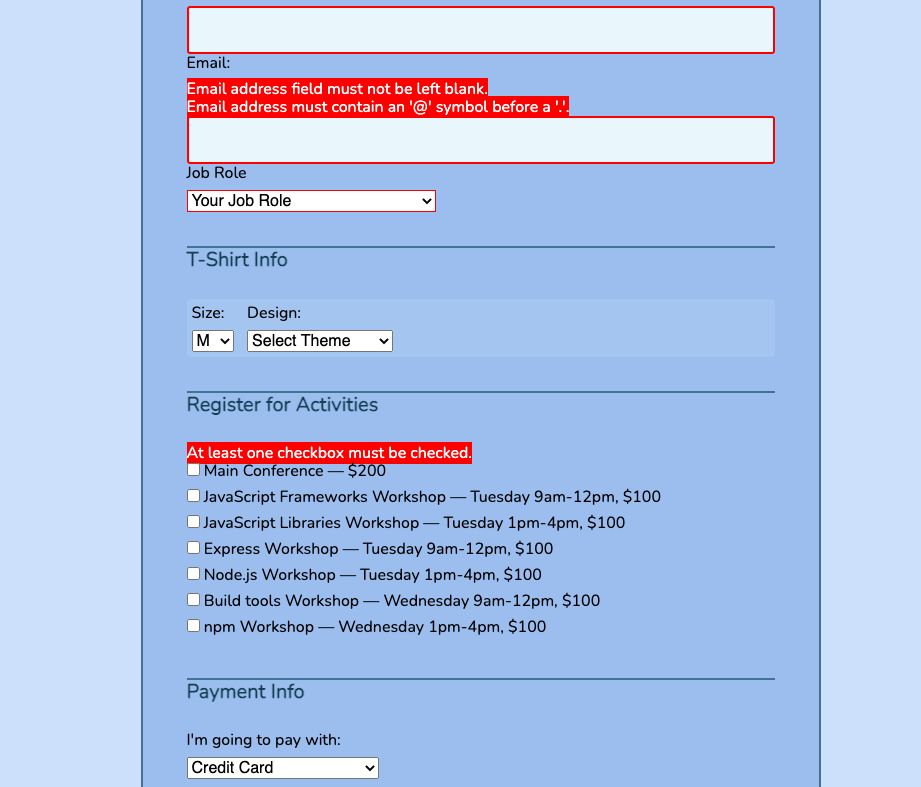 Email:
Email address field must not be left blank.
Email address must contain an '@' symbol before a '.'.
Job Role
Your Job Role
T-Shirt Info
Size: Design:
M Select Theme
Register for Activities
At least one checkbox must be checked.
Main Conference — $200
JavaScript Frameworks Workshop — Tuesday 9am-12pm, $100
JavaScript Libraries Workshop — Tuesday 1pm-4pm, $100
Express Workshop — Tuesday 9am-12pm, $100
Node.js Workshop — Tuesday 1pm-4pm, $100
Build tools Workshop — Wednesday 9am-12pm, $100
npm Workshop — Wednesday 1pm-4pm, $100
Payment Info
I'm going to pay with:
Credit Card